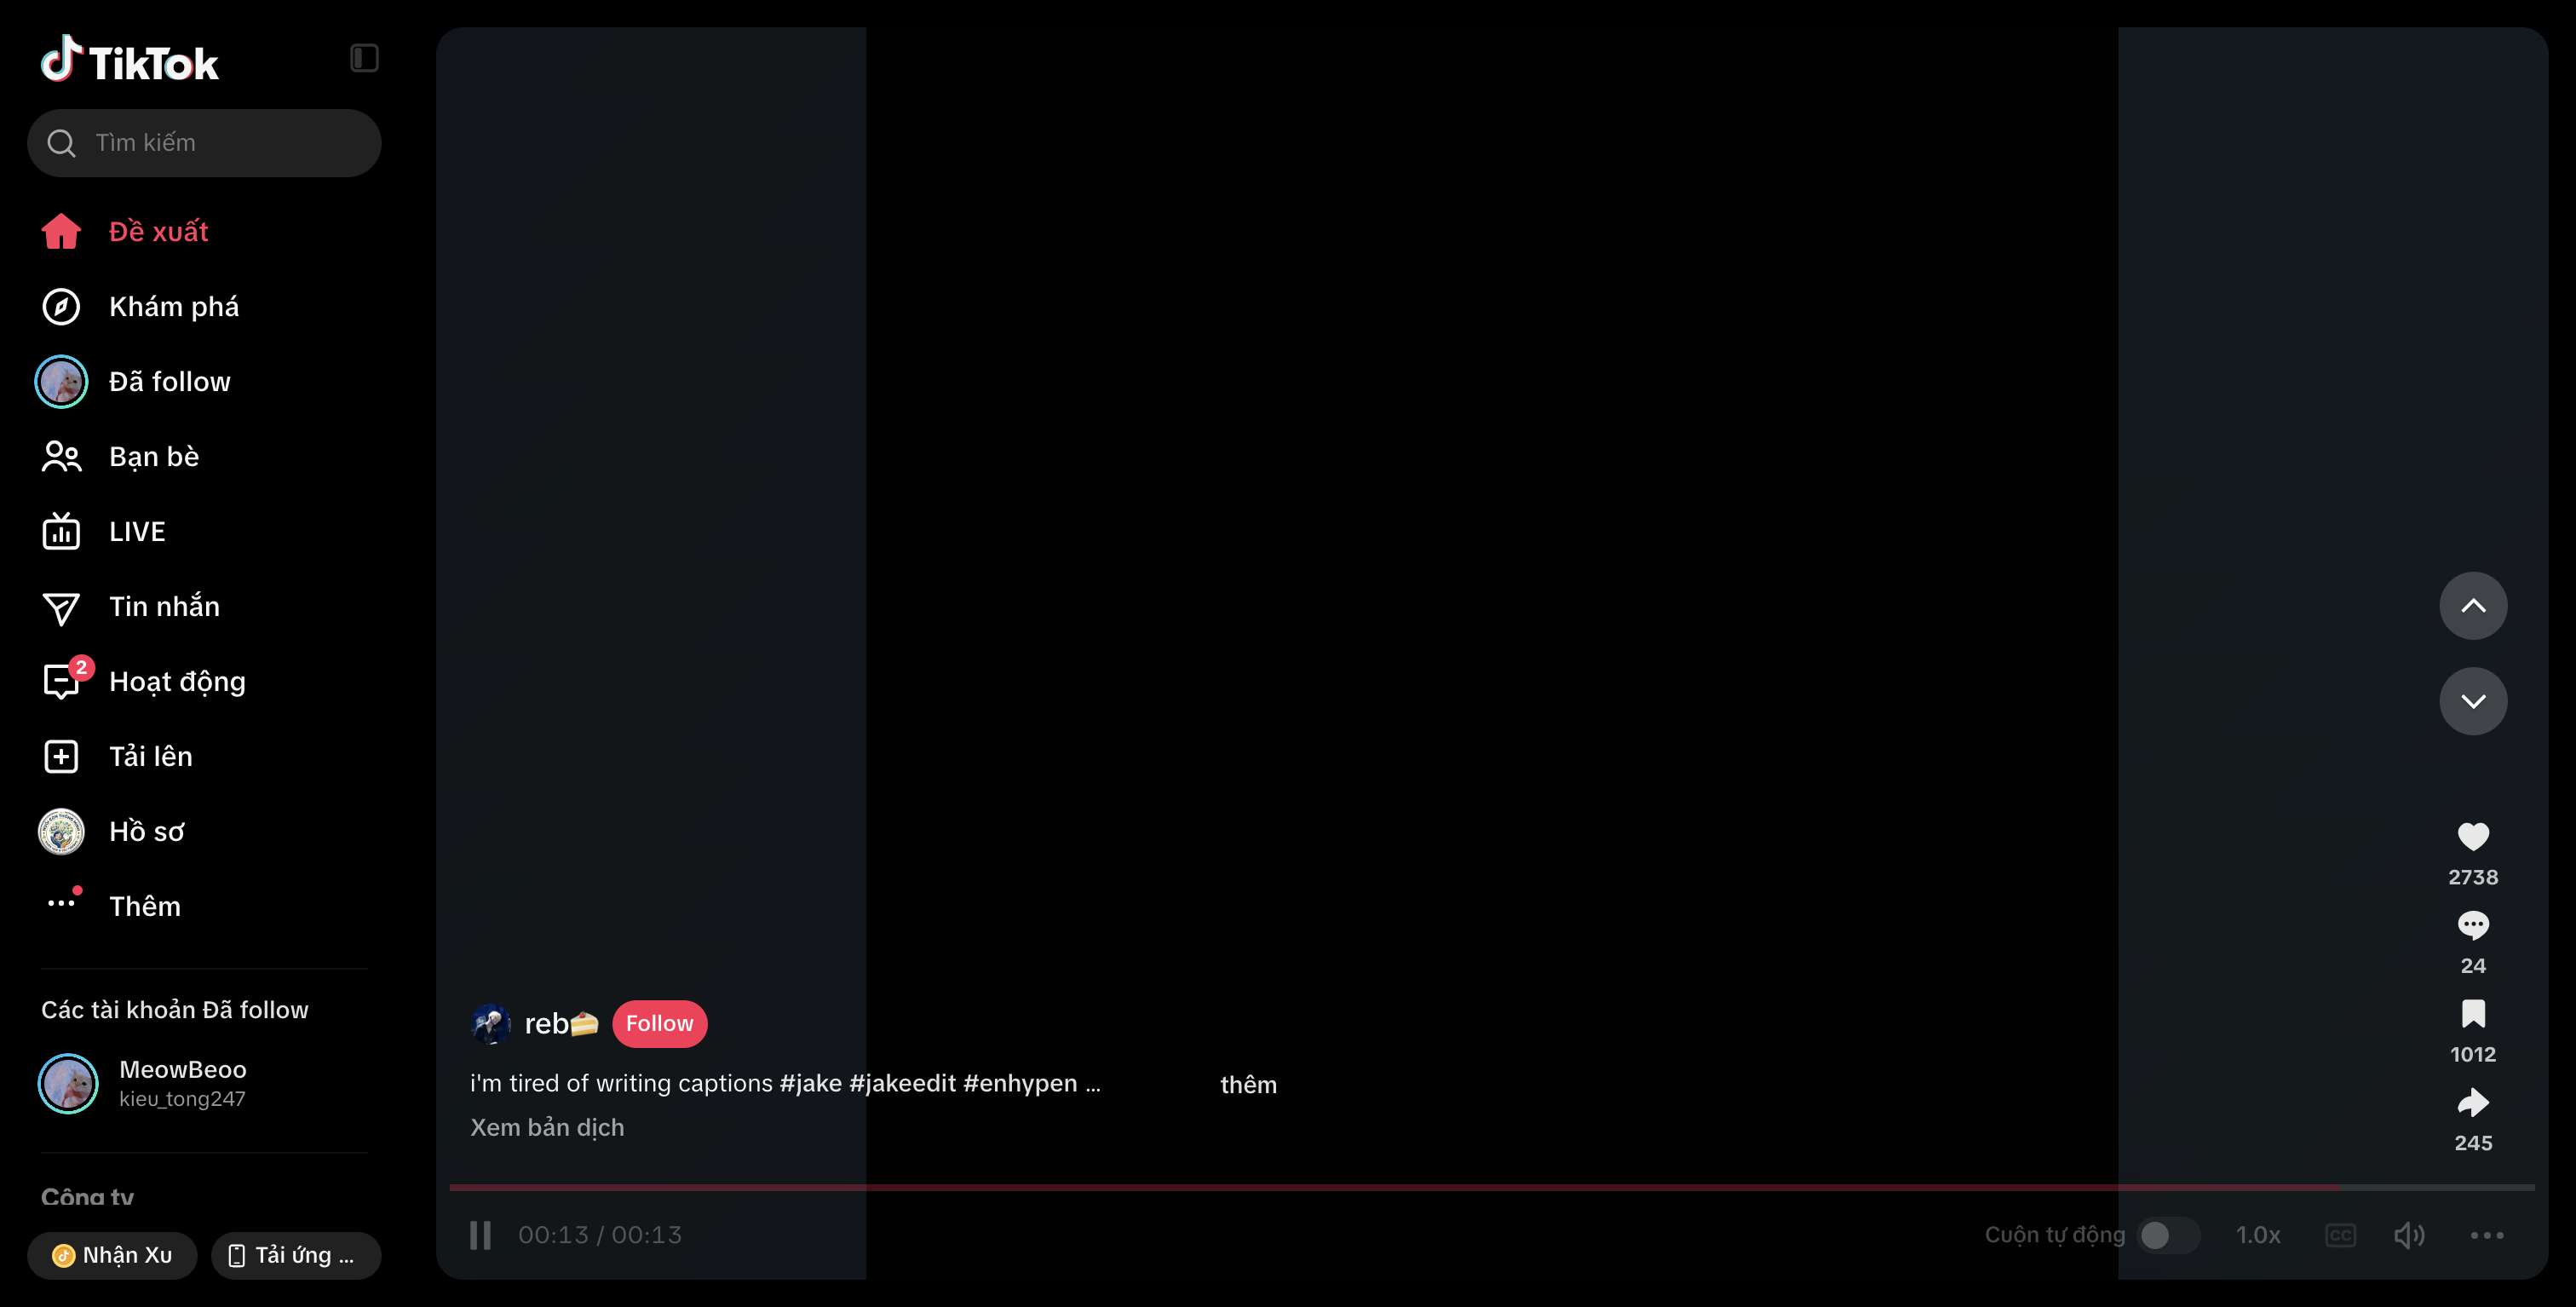 TikTok
Tìm kiếm
Đề xuất
Khám phá
Đã follow
Bạn bè
LIVE
Tin nhắn
2
Hoạt động
Tải lên
Hồ sơ
Thêm
Các tài khoản Đã follow
MeowBeoo
kieu_tong247
Công ty
Nhận Xu
Tải ứng ...
reb🍰 Follow
i'm tired of writing captions #jake #jakeedit #enhypen ... thêm
Xem bản dịch
00:13 / 00:13
Cuộn tự động
1.0x
CC
2738
24
1012
245